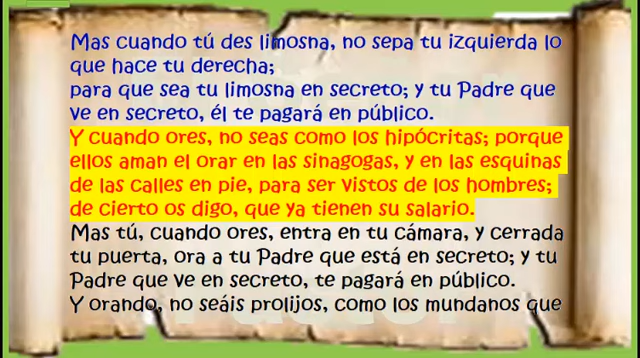 Mas cuando tú des limosna, no sepa tu izquierda lo
que hace tu derecha;
para que sea tu limosna en secreto; y tu Padre que
ve en secreto, él te pagará en público.
Y cuando ores, no seas como los hipócritas; porque
ellos aman el orar en las sinagogas, y en las esquinas
de las calles en pie, para ser vistos de los hombres;
de cierto os digo, que ya tienen su salario.
Mas tú, cuando ores, entra en tu cámara, y cerrada
tu puerta, ora a tu Padre que está en secreto; y tu
Padre que ve en secreto, te pagará en público.
Y orando, no seáis prolijos, como los mundanos que